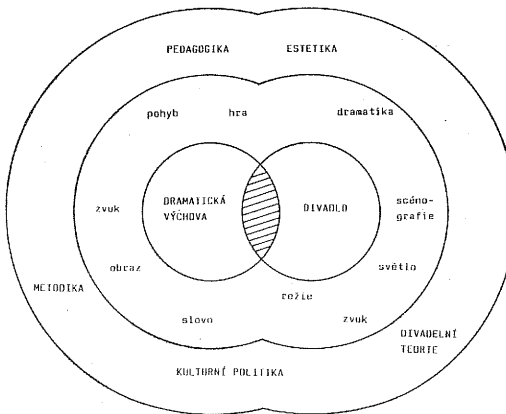 PEDAGOGIKA ESTETIKA
pohyb hra dramatika
DRAMATICKÁ
VÝCHOVA
DIVADLO
zvuk
scéno-
grafie
obraz
světlo
METODIKA
režie
slovo
zvuk
DIVADELNÍ
TEORIE
KULTURNÍ POLITIKA